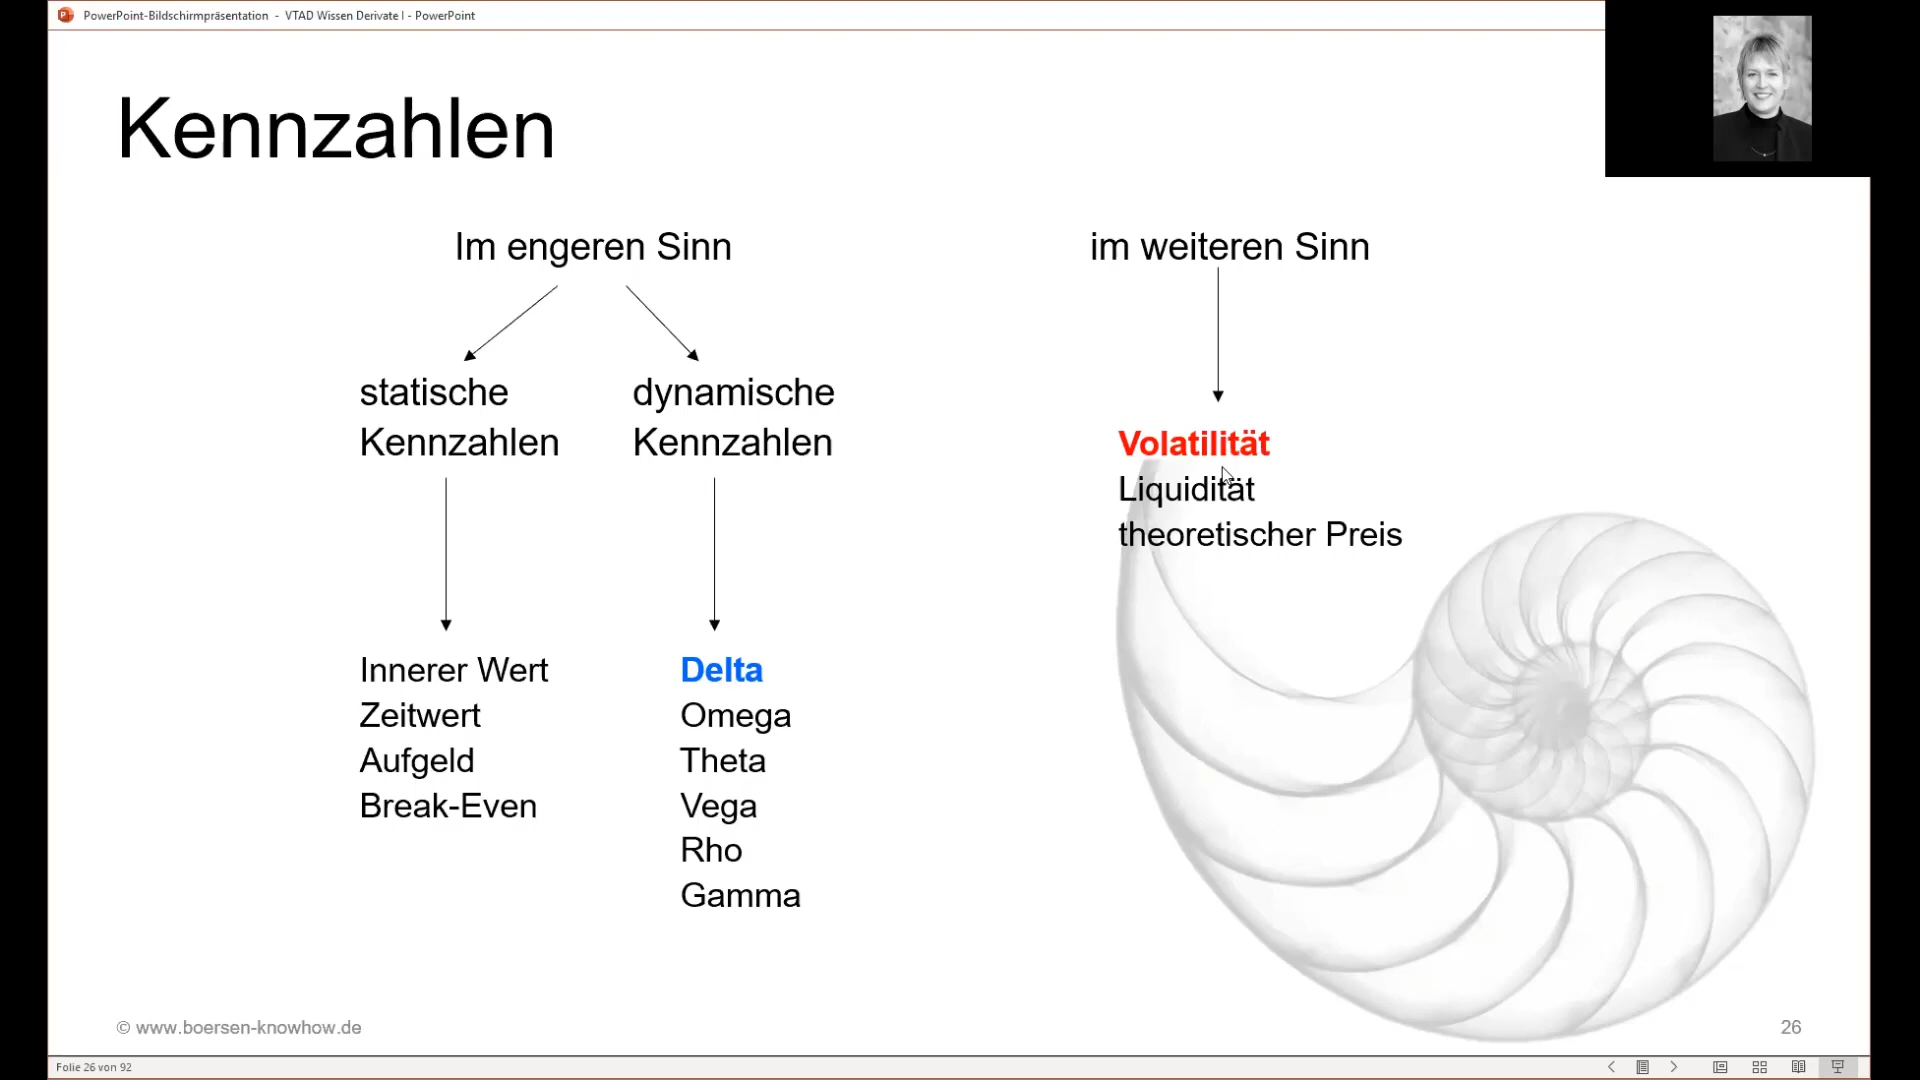 PowerPoint-Bildschirmpräsentation - VTAD Wissen Derivate I - PowerPoint
Kennzahlen
Im engeren Sinn
im weiteren Sinn
statische
Kennzahlen
dynamische
Kennzahlen
Volatilität
Liquidität
theoretischer Preis
Innerer Wert
Zeitwert
Aufgeld
Break-Even
Delta
Omega
Theta
Vega
Rho
Gamma
© www.boersen-knowhow.de
26
Folie 26 von 92